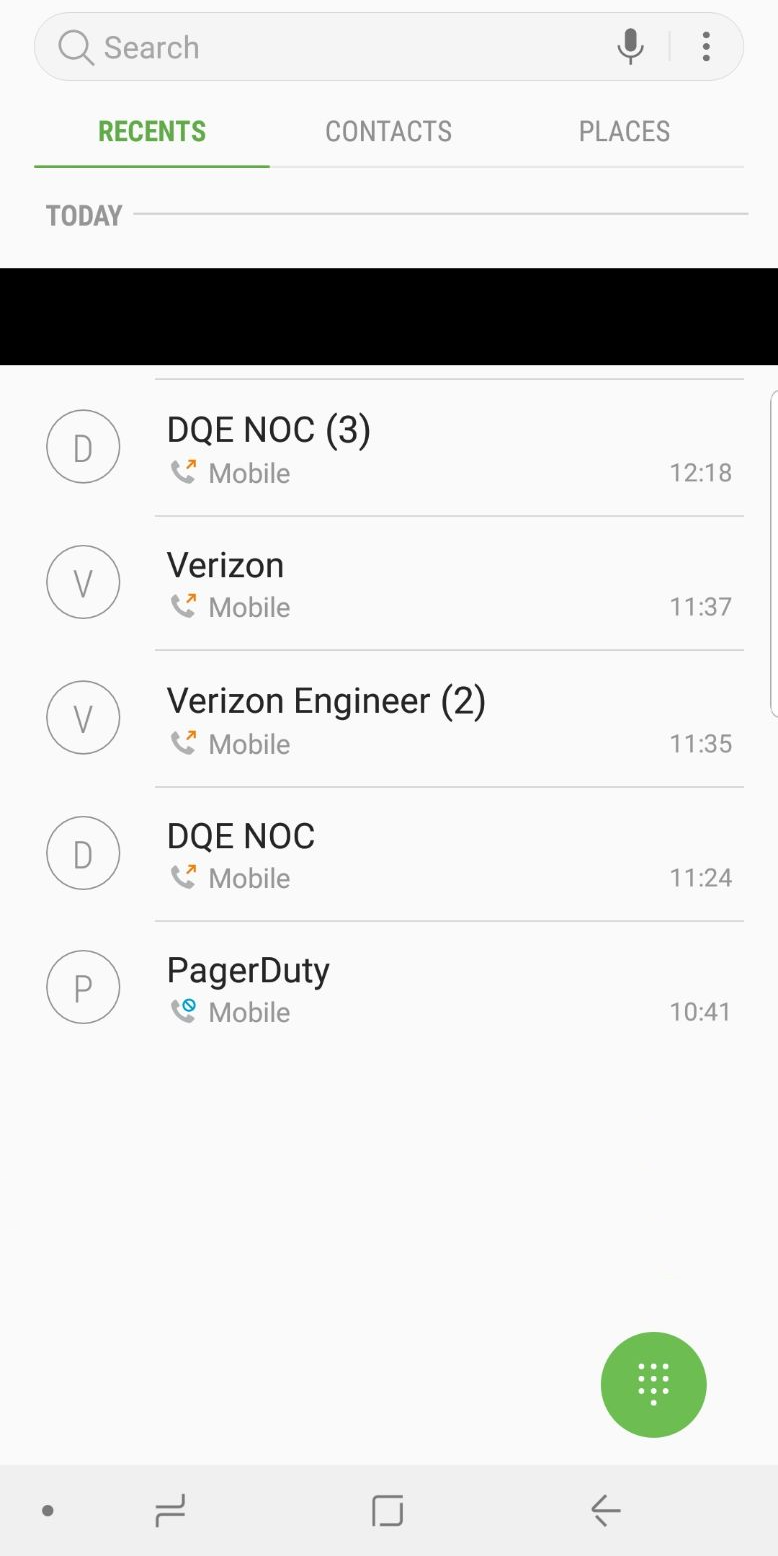 Search
RECENTS CONTACTS PLACES
TODAY
D
DQE NOC (3)
Mobile 12:18
V
Verizon
Mobile 11:37
V
Verizon Engineer (2)
Mobile 11:35
D
DQE NOC
Mobile 11:24
P
PagerDuty
Mobile 10:41